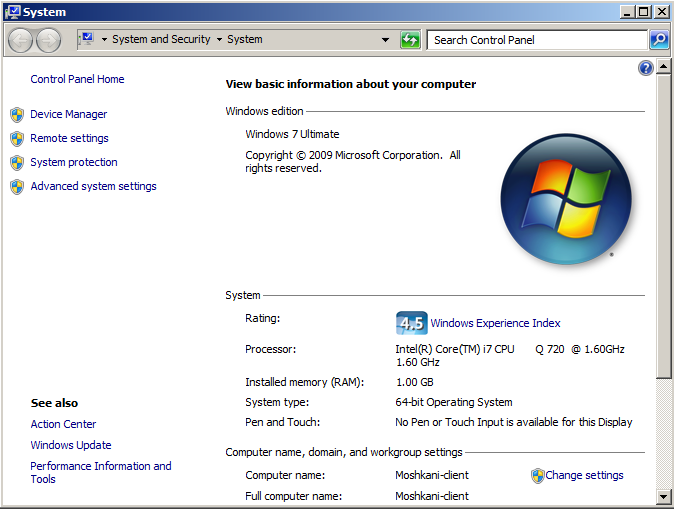 System
System and Security
System
Search Control Panel
Control Panel Home
Device Manager
Remote settings
System protection
Advanced system settings
See also
Action Center
Windows Update
Performance Information and
Tools
View basic information about your computer
Windows edition
Windows 7 Ultimate
Copyright © 2009 Microsoft Corporation. All
rights reserved.
System
Rating: 4.5 Windows Experience Index
Processor: Intel(R) Core(TM) i7 CPU Q 720 @ 1.60GHz
1.60 GHz
Installed memory (RAM): 1.00 GB
System type: 64-bit Operating System
Pen and Touch: No Pen or Touch Input is available for this Display
Computer name, domain, and workgroup settings
Computer name: Moshkani-client Change settings
Full computer name: Moshkani-client